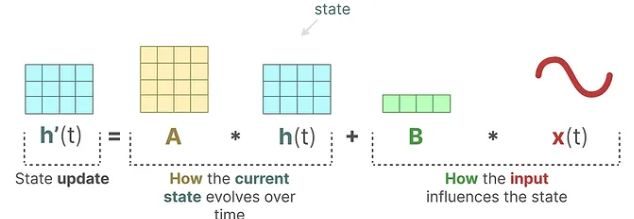 state
h'(t) = A * h(t) + B * x(t)
State update
How the current
state evolves over
time
How the input
influences the state